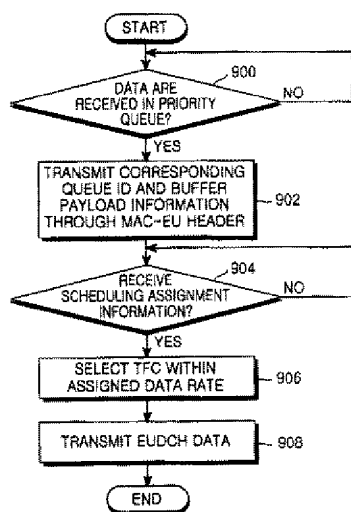 START
900
DATA ARE
RECEIVED IN PRIORITY
QUEUE?
NO
YES
TRANSMIT CORRESPONDING
QUEUE ID AND BUFFER
PAYLOAD INFORMATION
THROUGH MAC-EU HEADER
902
904
RECEIVE
SCHEDULING ASSIGNMENT
INFORMATION?
NO
YES
SELECT TFC WITHIN
ASSIGNED DATA RATE
906
TRANSMIT EUDCH DATA
908
END